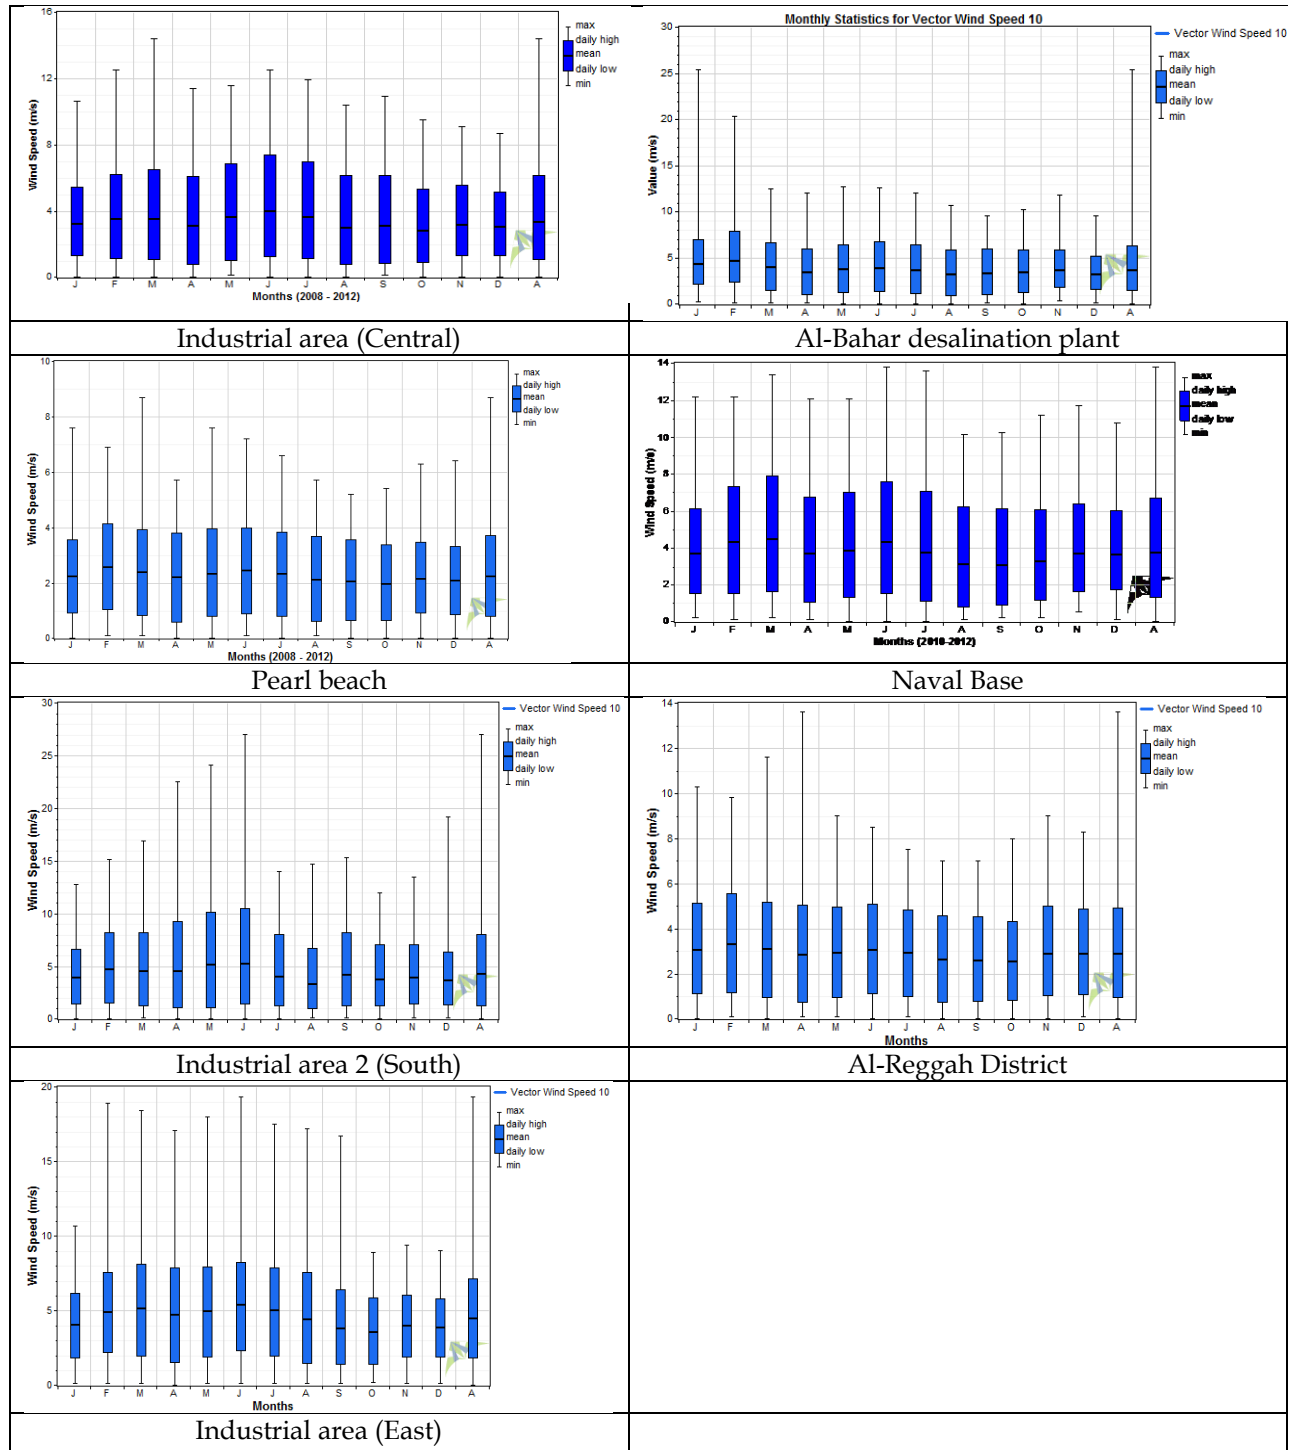 16
12
8
4
0
Wind Speed (m/s)
J F M A M J J A S O N D A
Months (2008 - 2012)
max
daily high
mean
daily low
min
Industrial area (Central)
Monthly Statistics for Vector Wind Speed 10
30
25
20
15
10
5
0
Value (m/s)
J F M A M J J A S O N D A
Vector Wind Speed 10
max
daily high
mean
daily low
min
Al-Bahar desalination plant
10
8
6
4
2
0
Wind Speed (m/s)
J F M A M J J A S O N D A
Months (2008 - 2012)
max
daily high
mean
daily low
min
Pearl beach
14
12
10
8
6
4
2
0
Wind Speed (m/s)
J F M A M J J A S O N D A
Months (2010-2012)
max
daily high
mean
daily low
min
Naval Base
30
25
20
15
10
5
0
Wind Speed (m/s)
J F M A M J J A S O N D A
Months
Vector Wind Speed 10
max
daily high
mean
daily low
min
Industrial area 2 (South)
14
12
10
8
6
4
2
0
Wind Speed (m/s)
J F M A M J J A S O N D A
Months
Vector Wind Speed 10
max
daily high
mean
daily low
min
Al-Reggah District
20
15
10
5
0
Wind Speed (m/s)
J F M A M J J A S O N D A
Months
Vector Wind Speed 10
max
daily high
mean
daily low
min
Industrial area (East)